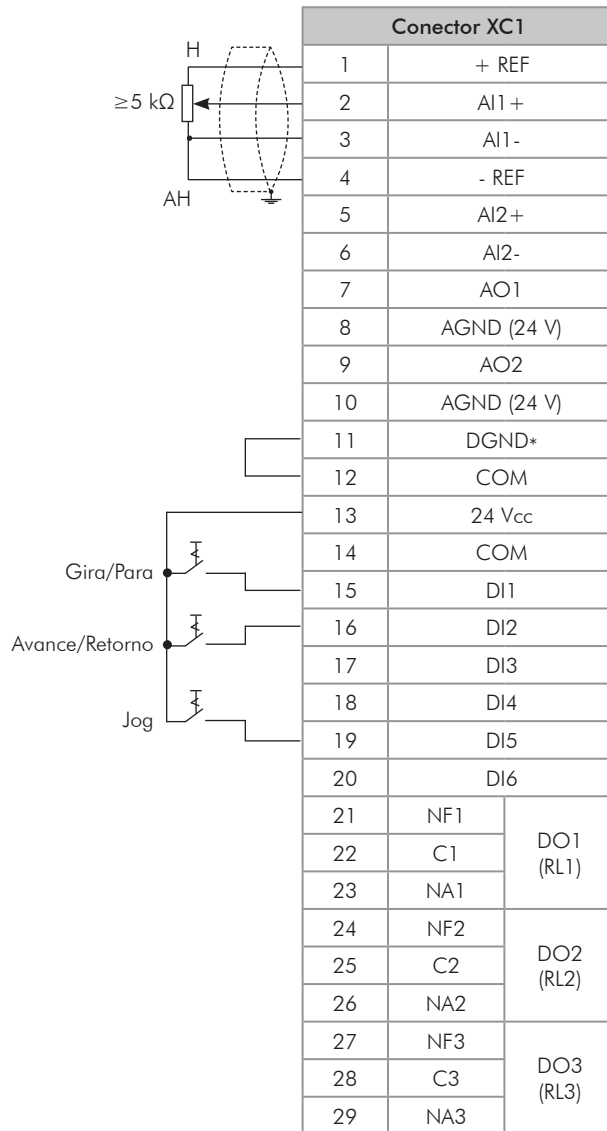 Conector XC1
H
1 + REF
≥5 kΩ
2 AI1+
3 AI1-
4 - REF
AH
5 AI2+
6 AI2-
7 AO1
8 AGND (24 V)
9 AO2
10 AGND (24 V)
11 DGND*
12 COM
13 24 Vcc
14 COM
Gira/Para
15 DI1
16 DI2
Avance/Retorno
17 DI3
18 DI4
Jog
19 DI5
20 DI6
21 NF1
22 C1
23 NA1
DO1
(RL1)
24 NF2
25 C2
26 NA2
DO2
(RL2)
27 NF3
28 C3
29 NA3
DO3
(RL3)